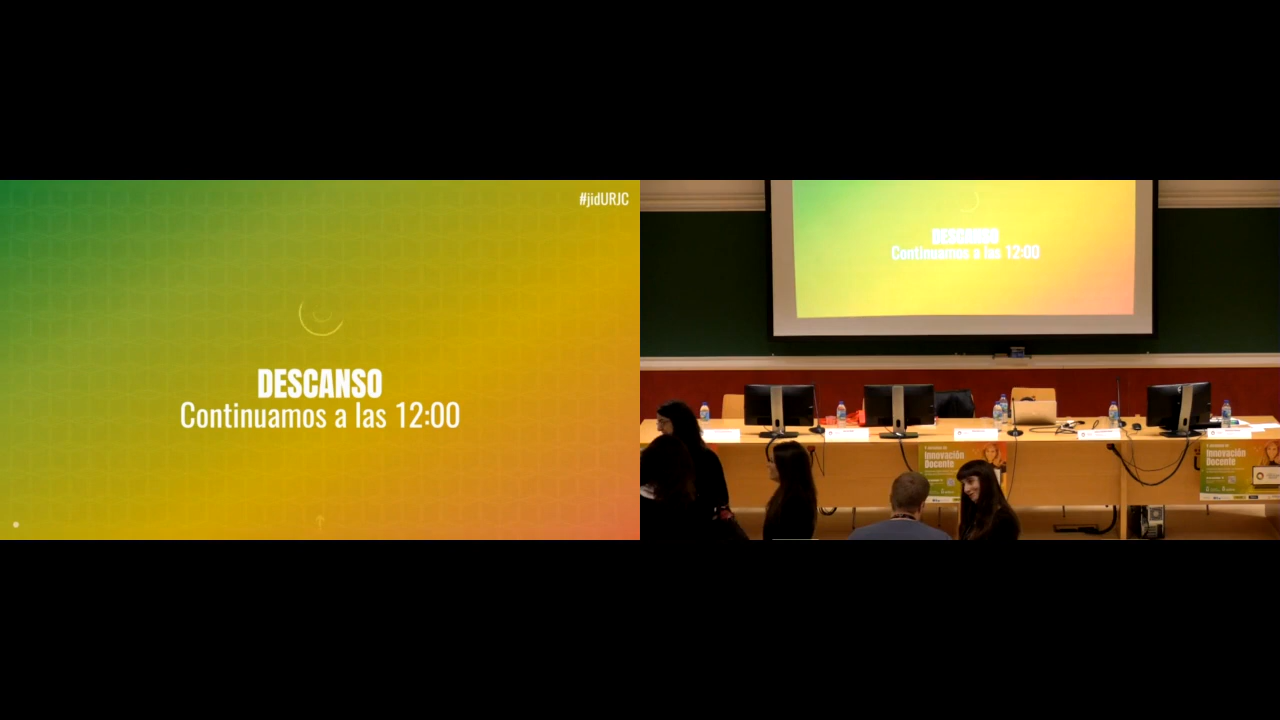 #jidURJC
DESCANSO
Continuamos a las 12:00
DESCANSO
Continuamos a las 12:00
Innovación
Docente
Innovación
Docente